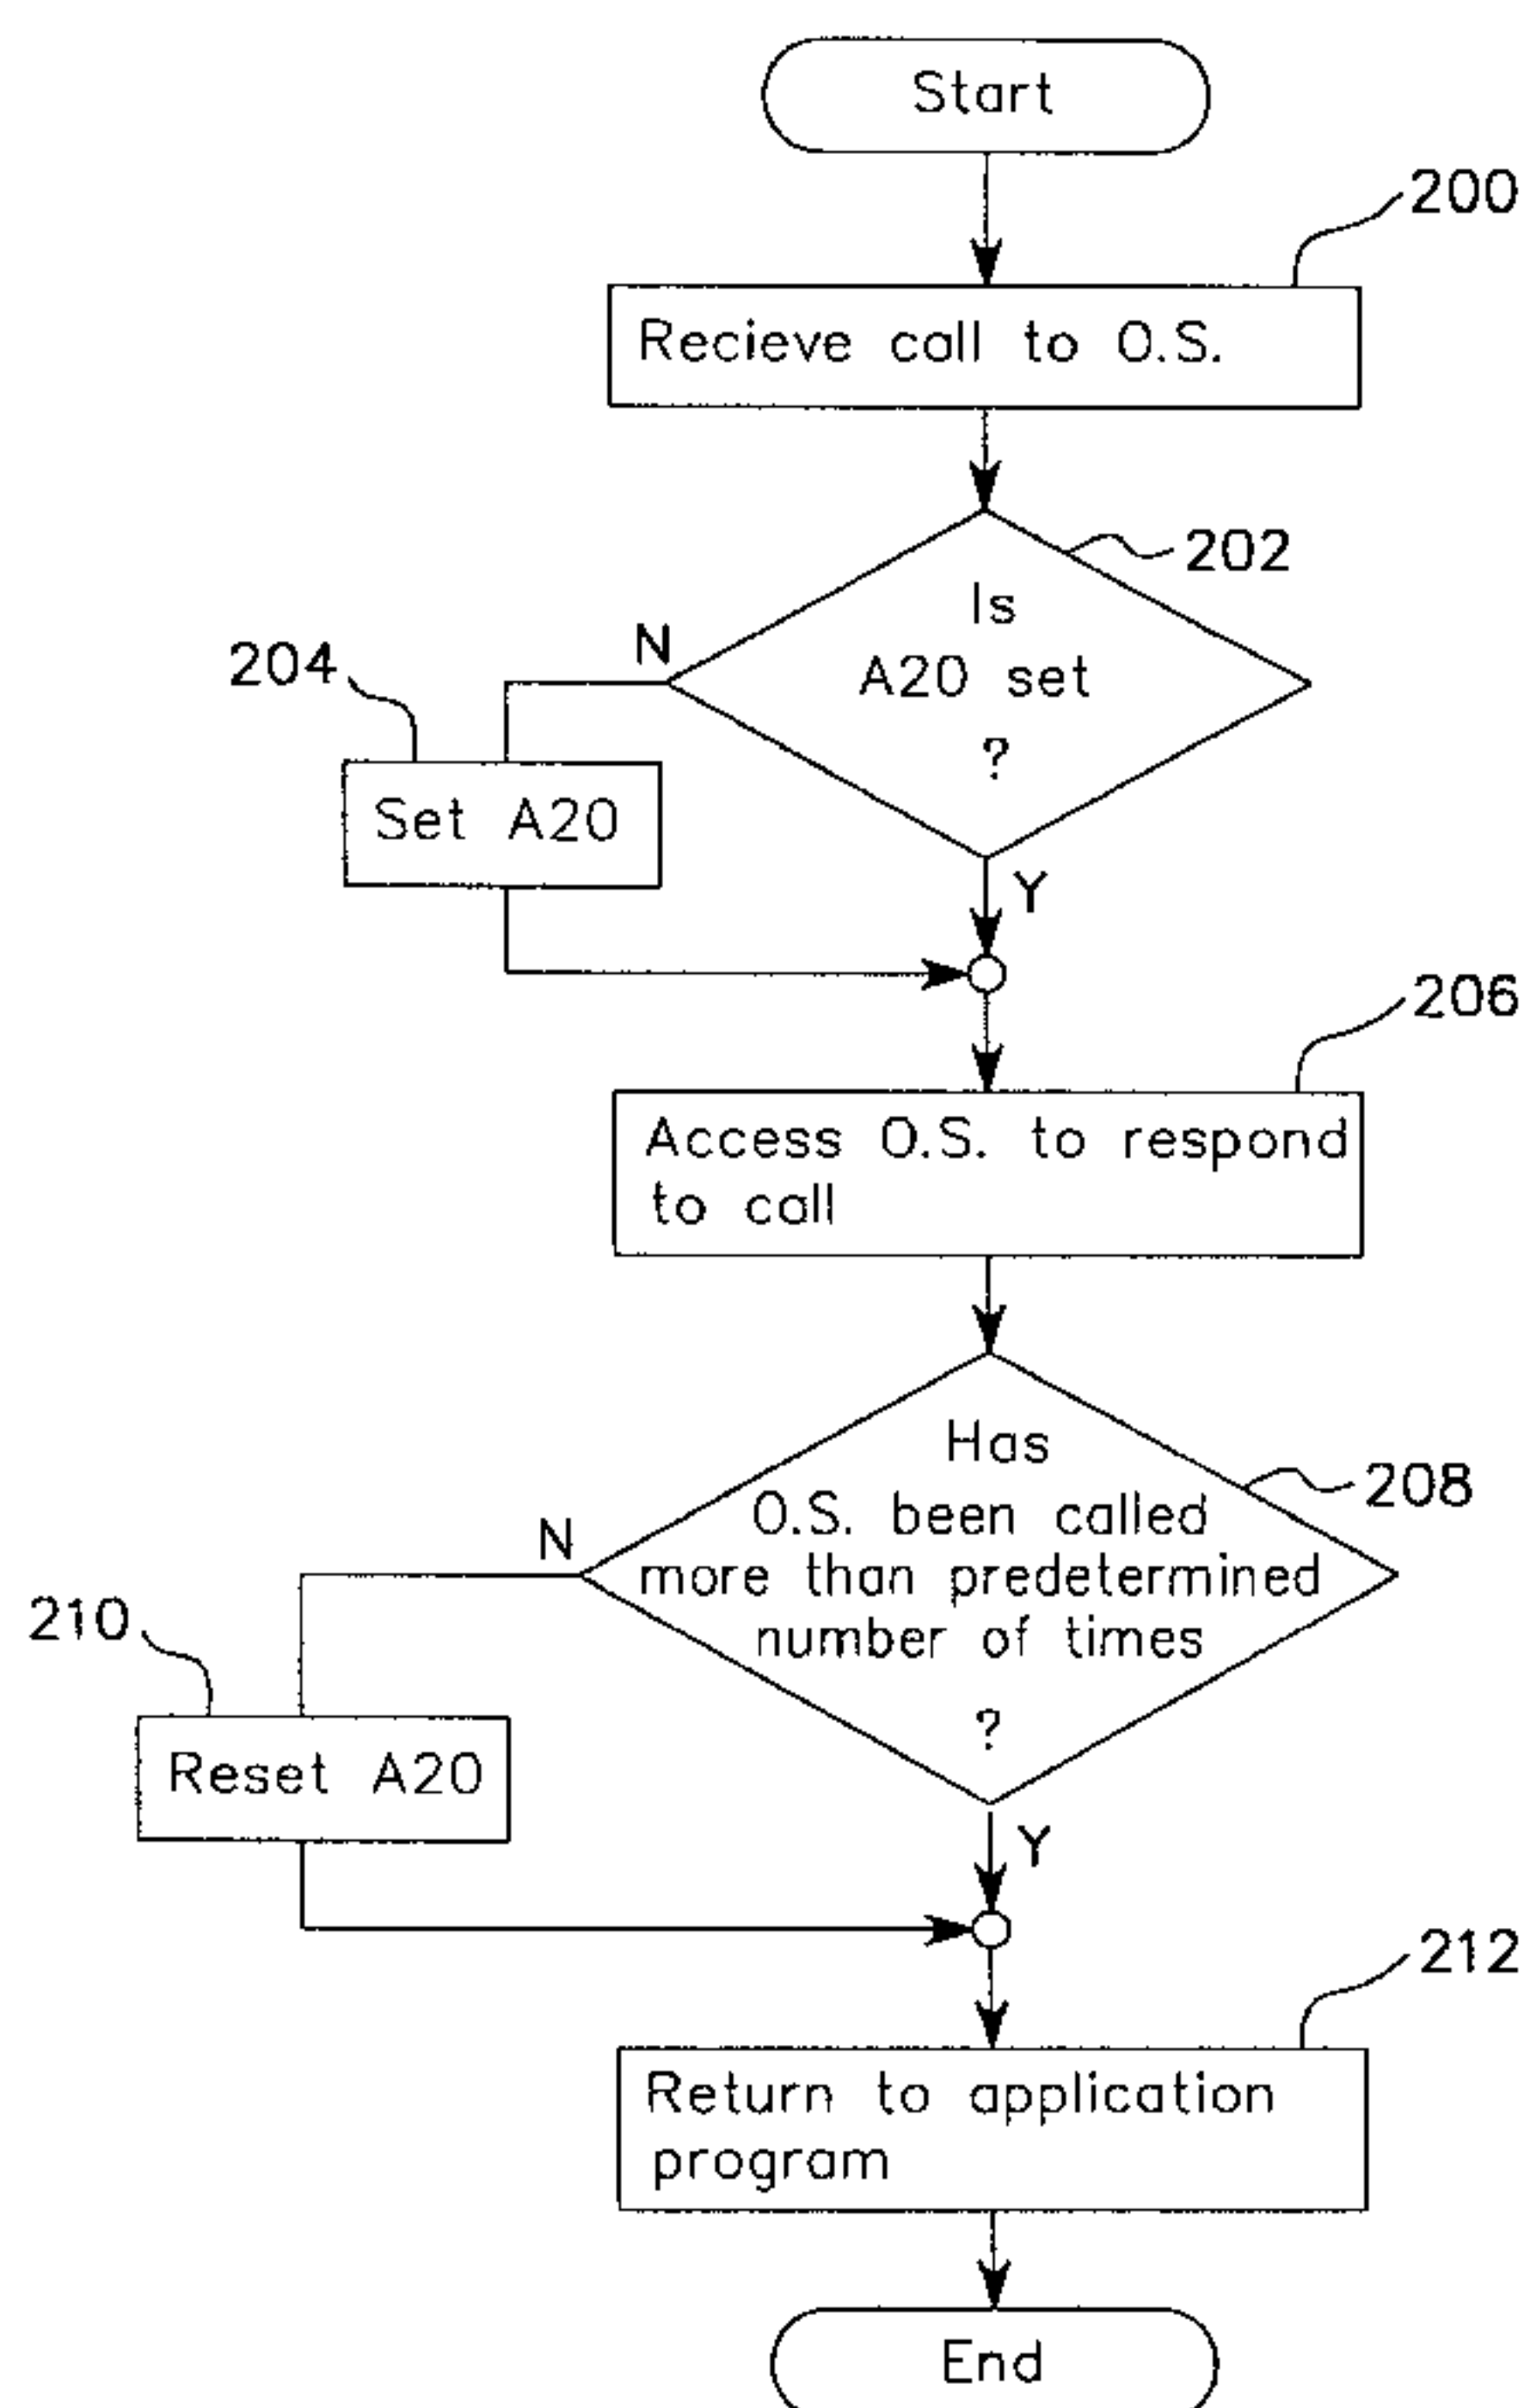 Start
200
Recieve call to O.S.
202
Is
A20 set
?
N
204
Set A20
Y
206
Access O.S. to respond
to call
Has
O.S. been called
more than predetermined
number of times
?
208
N
210
Reset A20
Y
212
Return to application
program
End